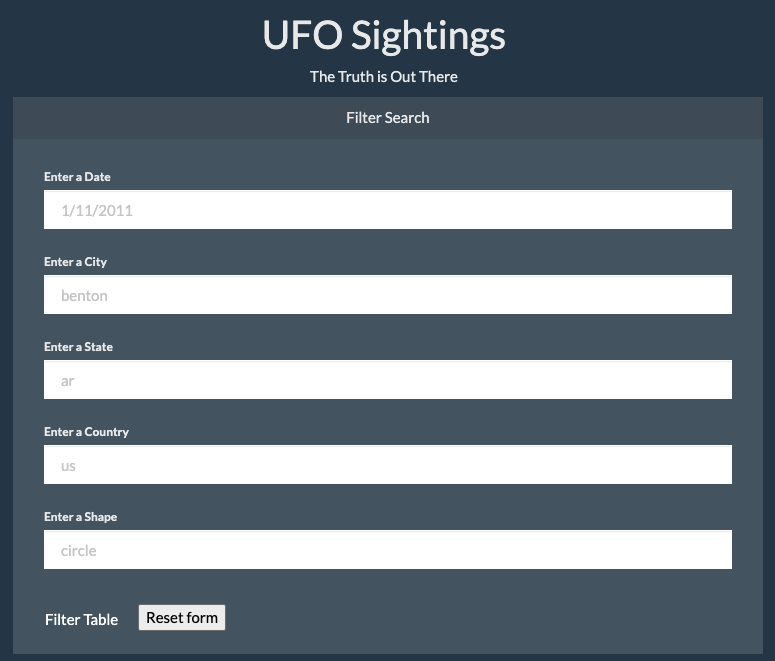 UFO Sightings
The Truth is Out There
Filter Search
Enter a Date
1/11/2011
Enter a City
benton
Enter a State
ar
Enter a Country
us
Enter a Shape
circle
Filter Table Reset form